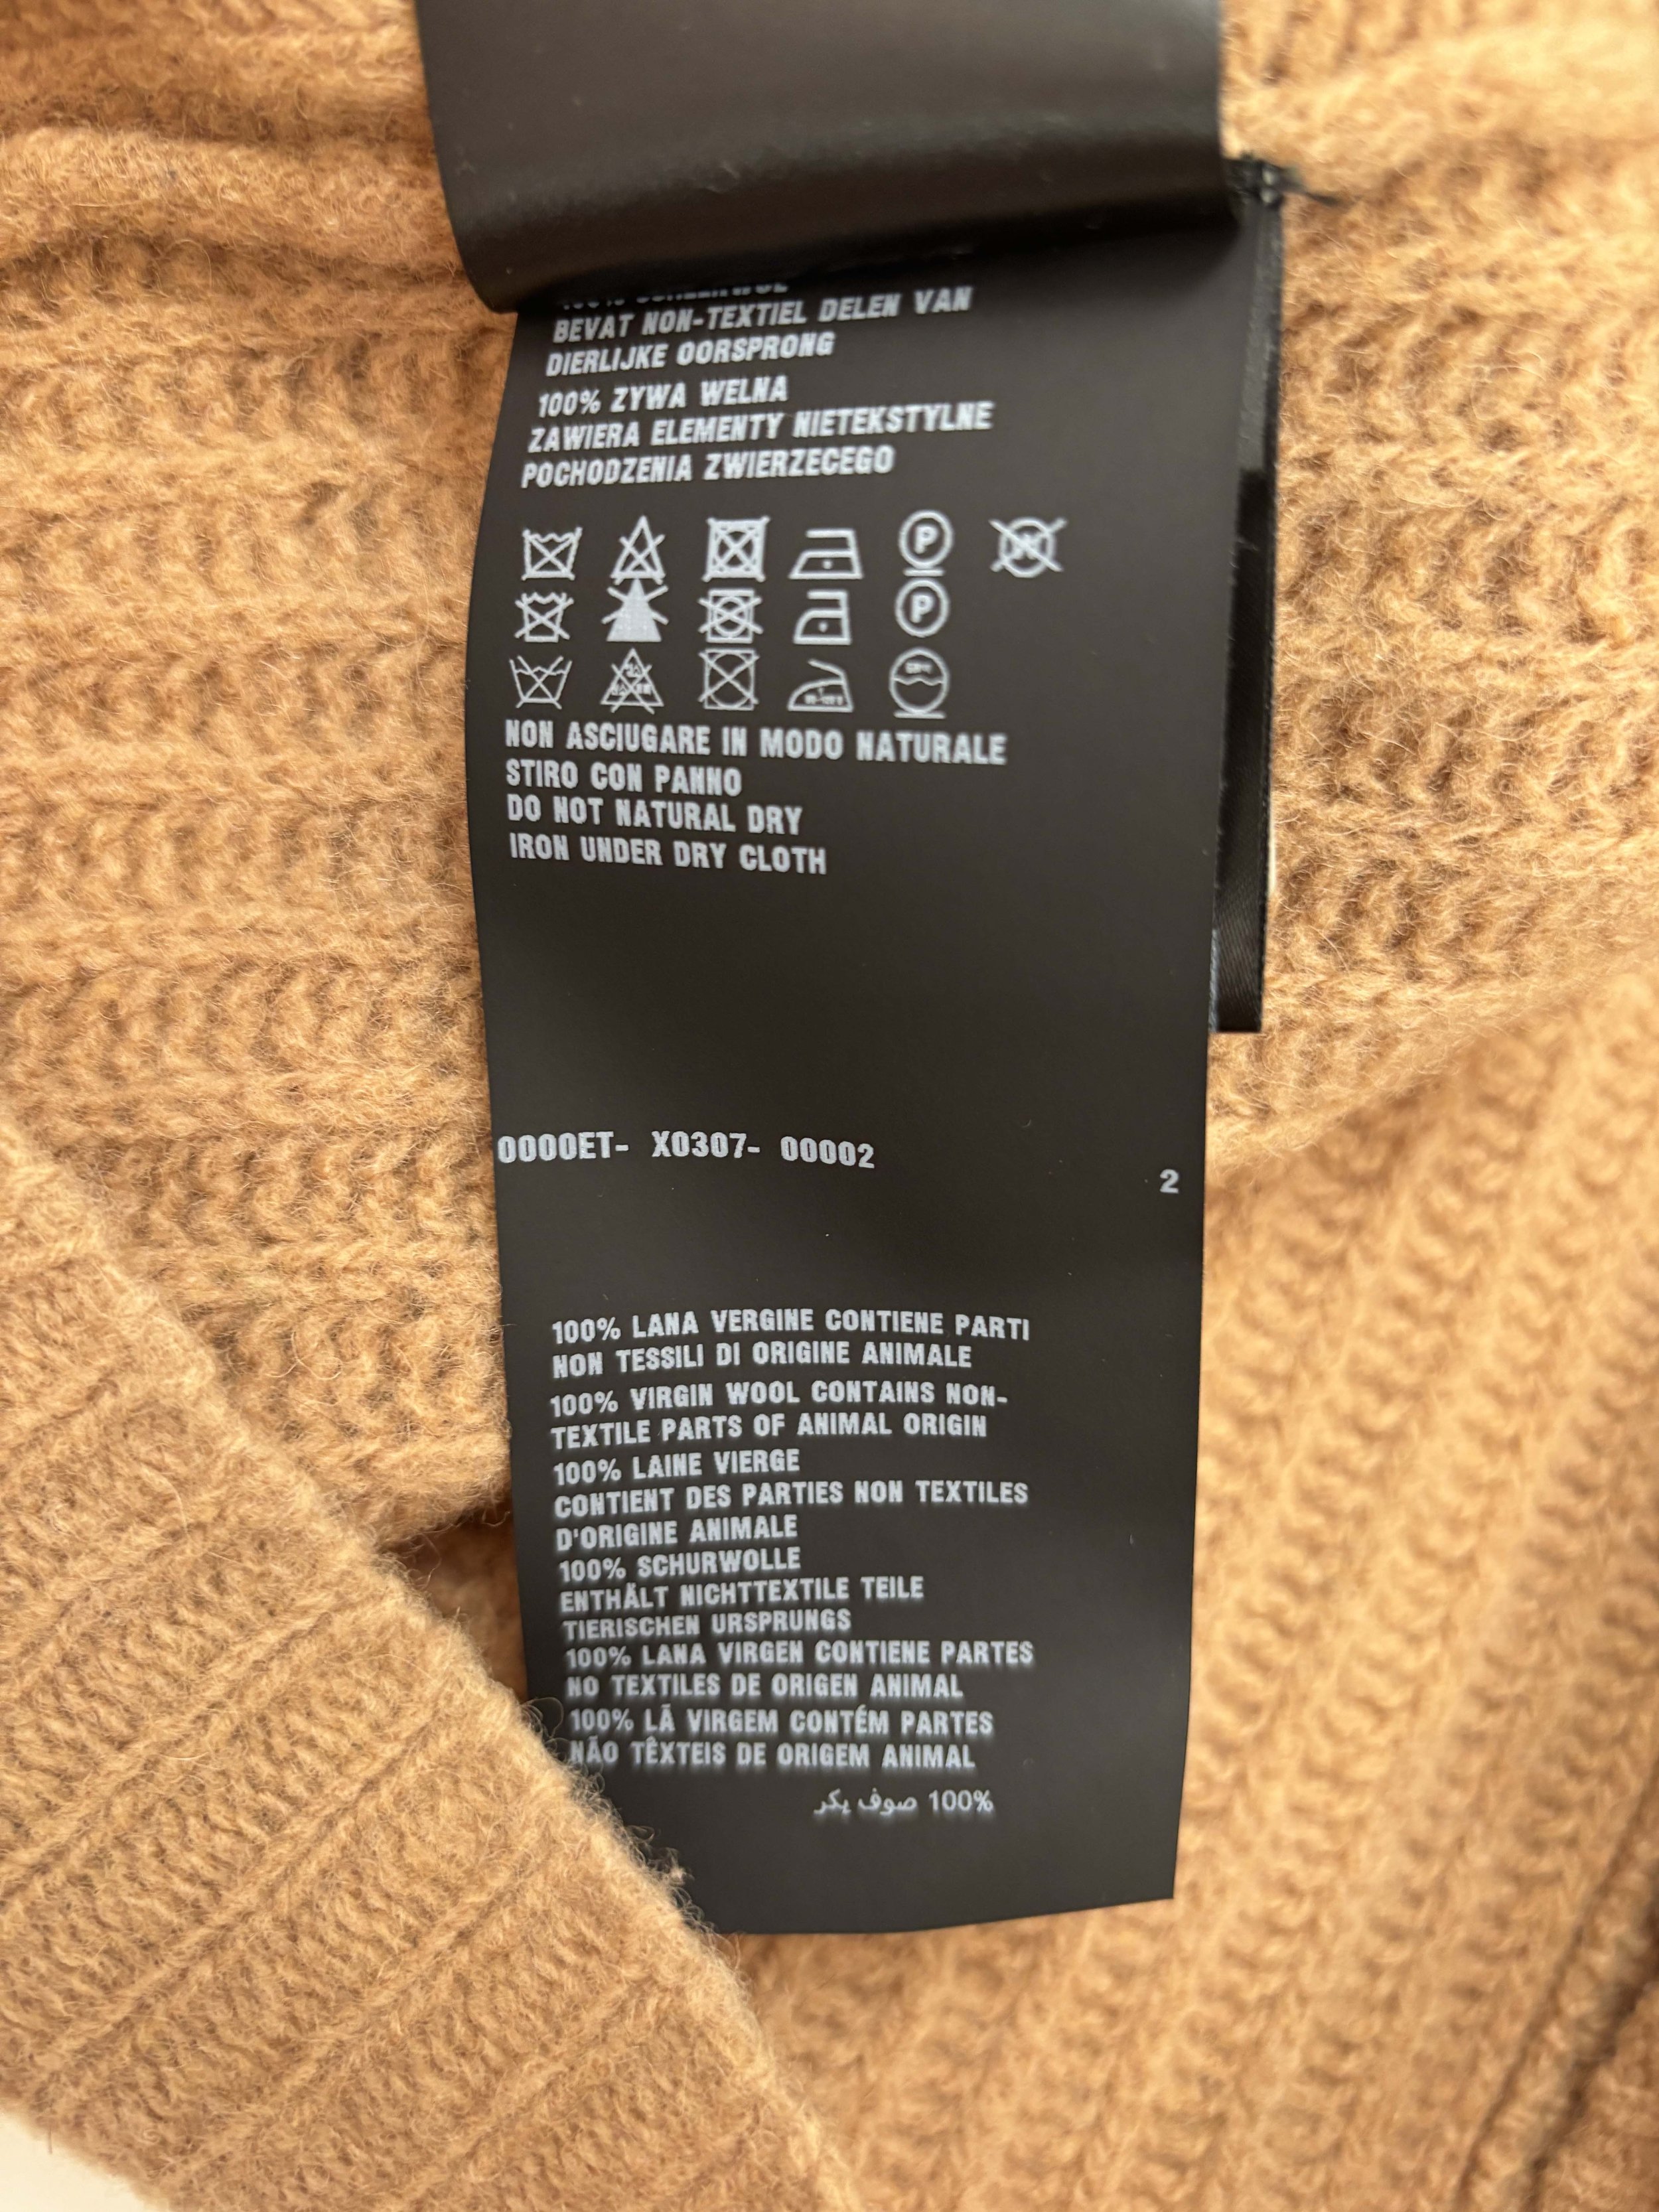 BEVAT NON-TEXTIEL DELEN VAN
DIERLIJKE OORSPRONG
100% ZYWA WELNA
ZAWIERA ELEMENTY NIETEKSTYLNE
POCHODZENIA ZWIERZECEGO
P
P
NON ASCIUGARE IN MODO NATURALE
STIRO CON PANNO
DO NOT NATURAL DRY
IRON UNDER DRY CLOTH
0000ET- X0307- 00002
2
100% LANA VERGINE CONTIENE PARTI
NON TESSILI DI ORIGINE ANIMALE
100% VIRGIN WOOL CONTAINS NON-
TEXTILE PARTS OF ANIMAL ORIGIN
100% LAINE VIERGE
CONTIENT DES PARTIES NON TEXTILES
D'ORIGINE ANIMALE
100% SCHURWOLLE
ENTHÄLT NICHTTEXTILE TEILE
TIERISCHEN URSPRUNGS
100% LANA VIRGEN CONTIENE PARTES
NO TEXTILES DE ORIGEN ANIMAL
100% LÃ VIRGEM CONTÉM PARTES
NÃO TÊXTEIS DE ORIGEM ANIMAL
100% صوف بكر